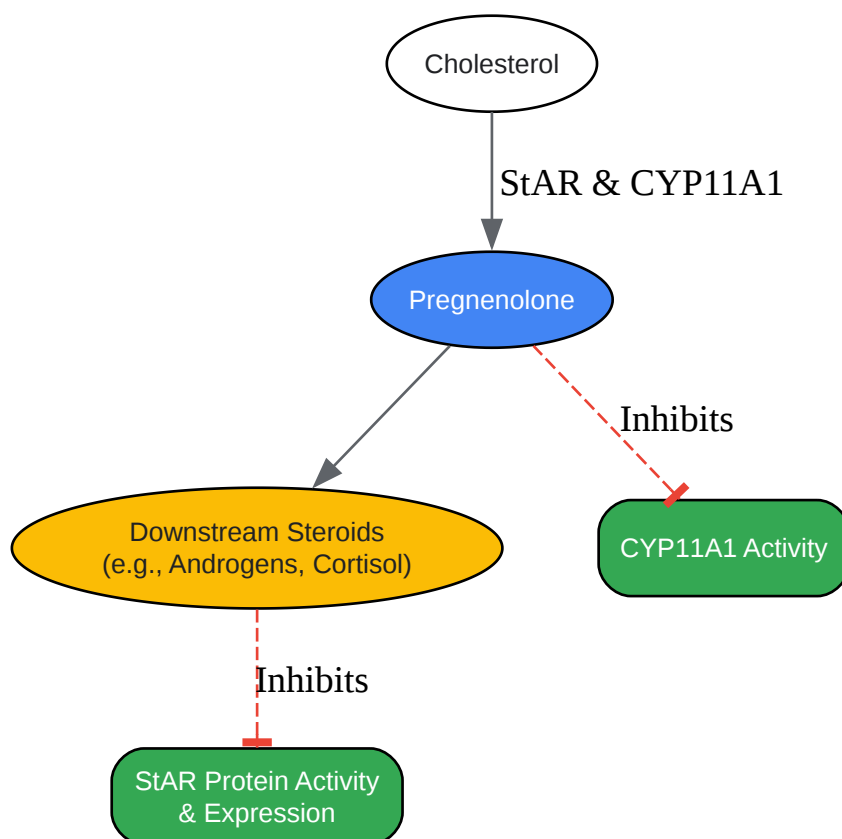 Cholesterol
StAR & CYP11A1
Pregnenolone
Inhibits
Downstream Steroids
(e.g., Androgens, Cortisol)
CYP11A1 Activity
Inhibits
StAR Protein Activity
& Expression